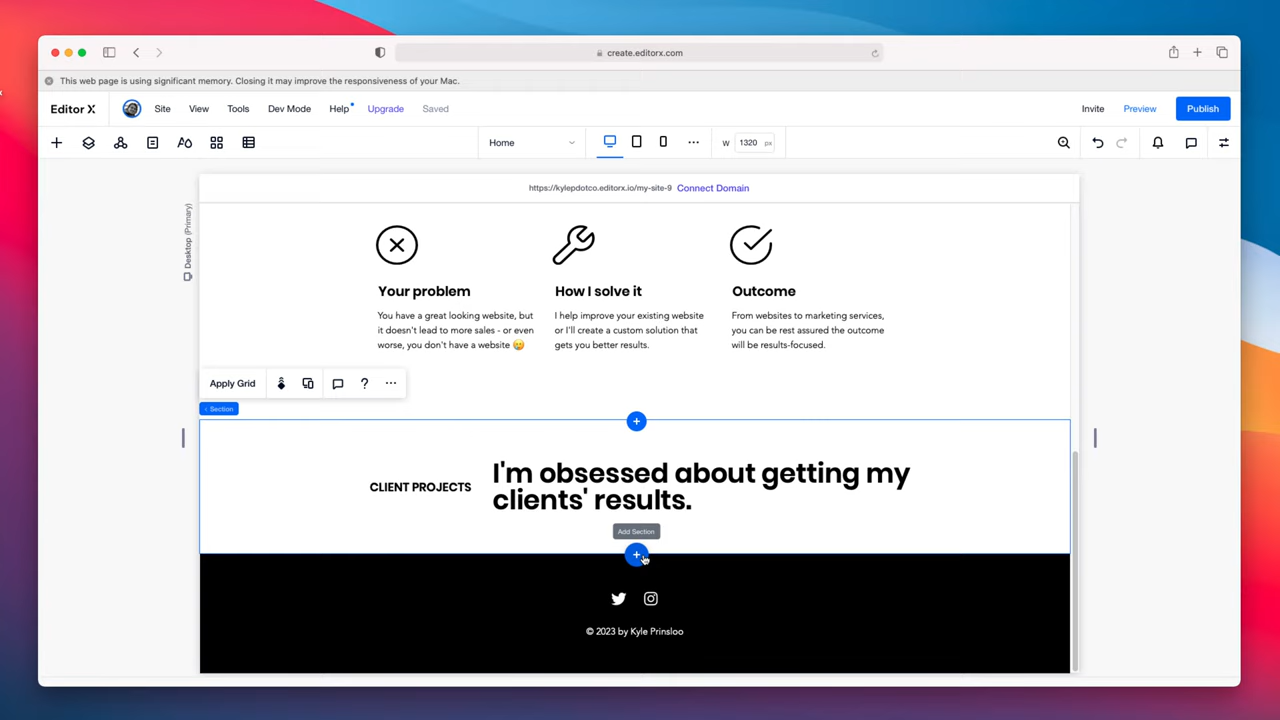 create.editorx.com
This web page is using significant memory. Closing it may improve the responsiveness of your Mac.
Editor X
Site
View
Tools
Dev Mode
Help
Upgrade
Saved
Invite
Preview
Publish
Home
W
1320
px
https://kylepdotco.editorx.io/my-site-9
Connect Domain
Desktop (Primary)
Your problem
How I solve it
Outcome
You have a great looking website, but
it doesn't lead to more sales - or even
worse, you don't have a website 😢
I help improve your existing website
or I'll create a custom solution that
gets you better results.
From websites to marketing services,
you can be rest assured the outcome
will be results-focused.
Apply Grid
?
‹ Section
CLIENT PROJECTS
I'm obsessed about getting my
clients' results.
Add Section
© 2023 by Kyle Prinsloo